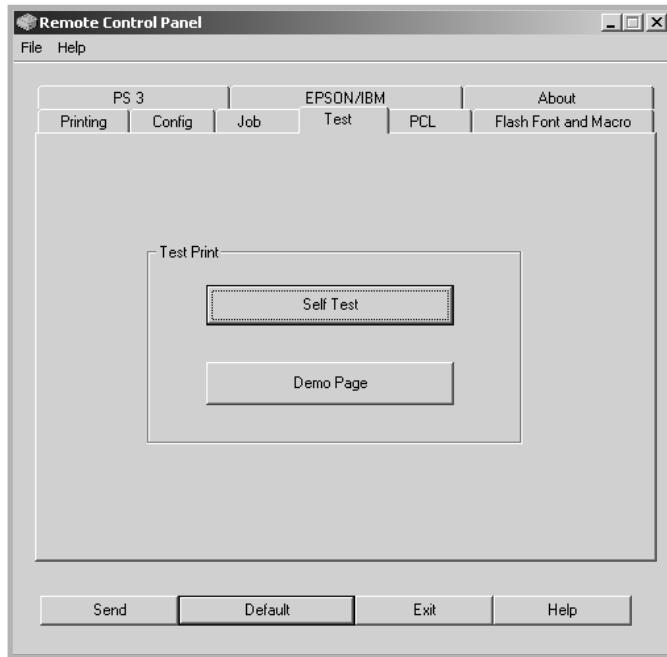 Remote Control Panel
File Help
PS 3 EPSON/IBM About
Printing Config Job Test PCL Flash Font and Macro
Test Print
Self Test
Demo Page
Send Default Exit Help